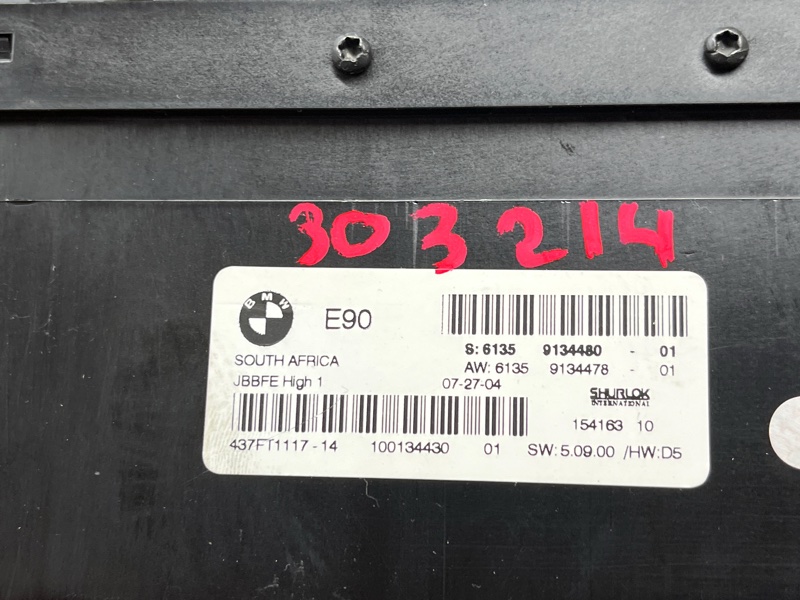 303214
BMW
E90
S: 6135 9134480 - 01
SOUTH AFRICA
AW: 6135 9134478 - 01
JBBFE High 1 07-27-04
SHURLOK
INTERNATIONAL
154163 10
437FT1117 - 14 100134430 01 SW: 5.09.00 /HW:D5